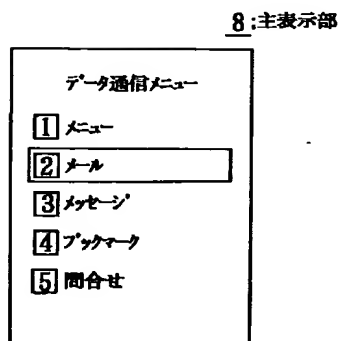 8:主表示部
データ通信メニュー
1 メニュー
2 メール
3 メッセージ
4 ブックマーク
5 問合せ